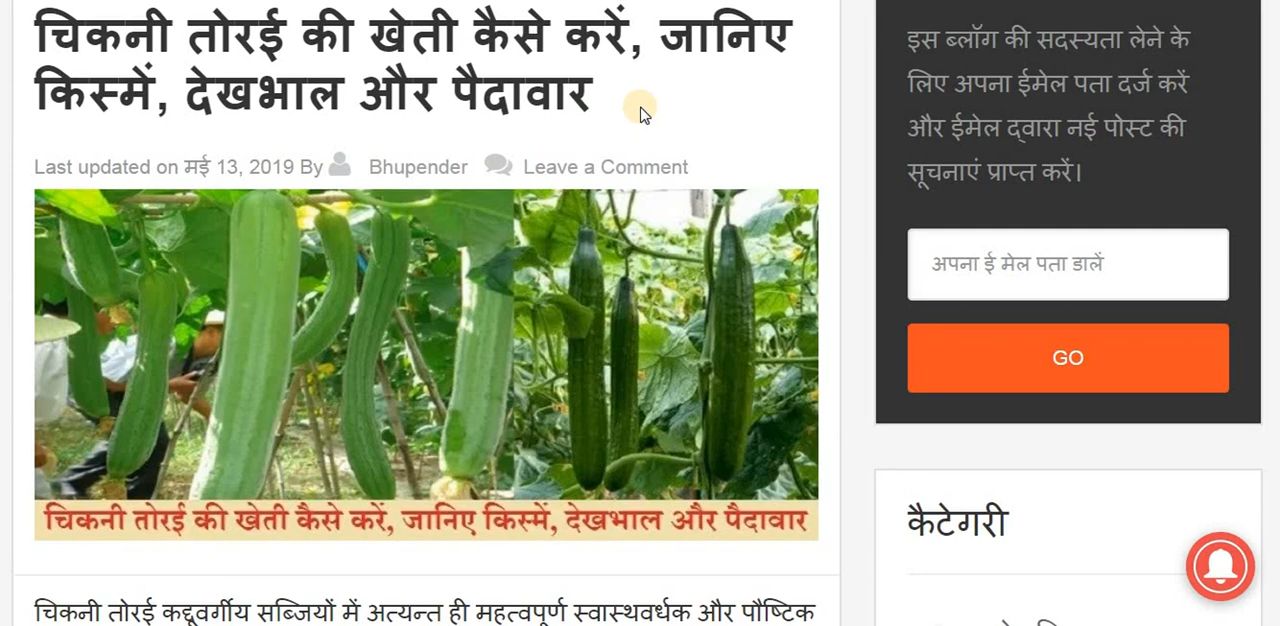 चिकनी तोरई की खेती कैसे करें, जानिए
किस्में, देखभाल और पैदावार
Last updated on मई 13, 2019 By Bhupender Leave a Comment
चिकनी तोरई की खेती कैसे करें, जानिए किस्में, देखभाल और पैदावार
चिकनी तोरई कद्दूवर्गीय सब्जियों में अत्यन्त ही महत्वपूर्ण स्वास्थवर्धक और पौष्टिक
इस ब्लॉग की सदस्यता लेने के
लिए अपना ईमेल पता दर्ज करें
और ईमेल द्वारा नई पोस्ट की
सूचनाएं प्राप्त करें।
अपना ई मेल पता डालें
GO
कैटेगरी